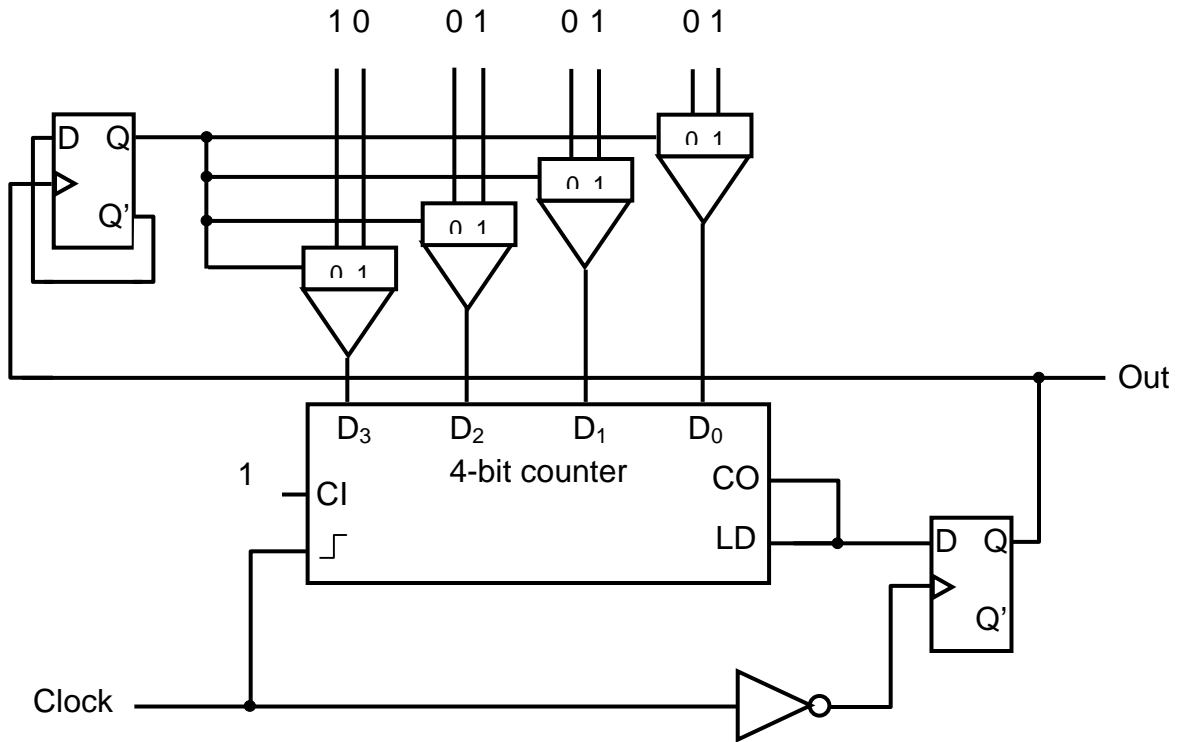 1 0 0 1 0 1 0 1
D Q
Q’
0 1
0 1
0 1
0 1
Out
D₃ D₂ D₁ D₀
4-bit counter
1
CI
CO
LD
D Q
Q’
Clock